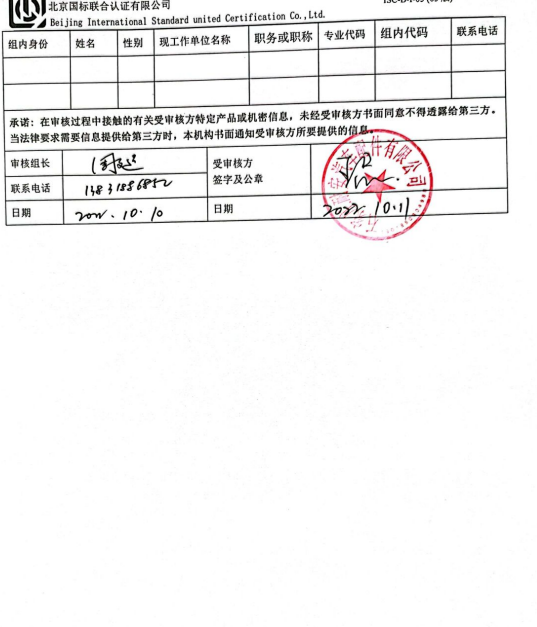 北京国标联合认证有限公司
Beijing International Standard united Certification Co.,Ltd.
组内身份 姓名 性别 现工作单位名称 职务或职称 专业代码 组内代码 联系电话
承诺：在审核过程中接触的有关受审核方特定产品或机密信息，未经受审核方书面同意不得透露给第三方。
当法律要求需要信息提供给第三方时，本机构书面通知受审核方所要提供的信息。
审核组长 受审核方
签字及公章
联系电话 13831886852
日期 2022.10.10 日期 2022.10.11
件有限公司